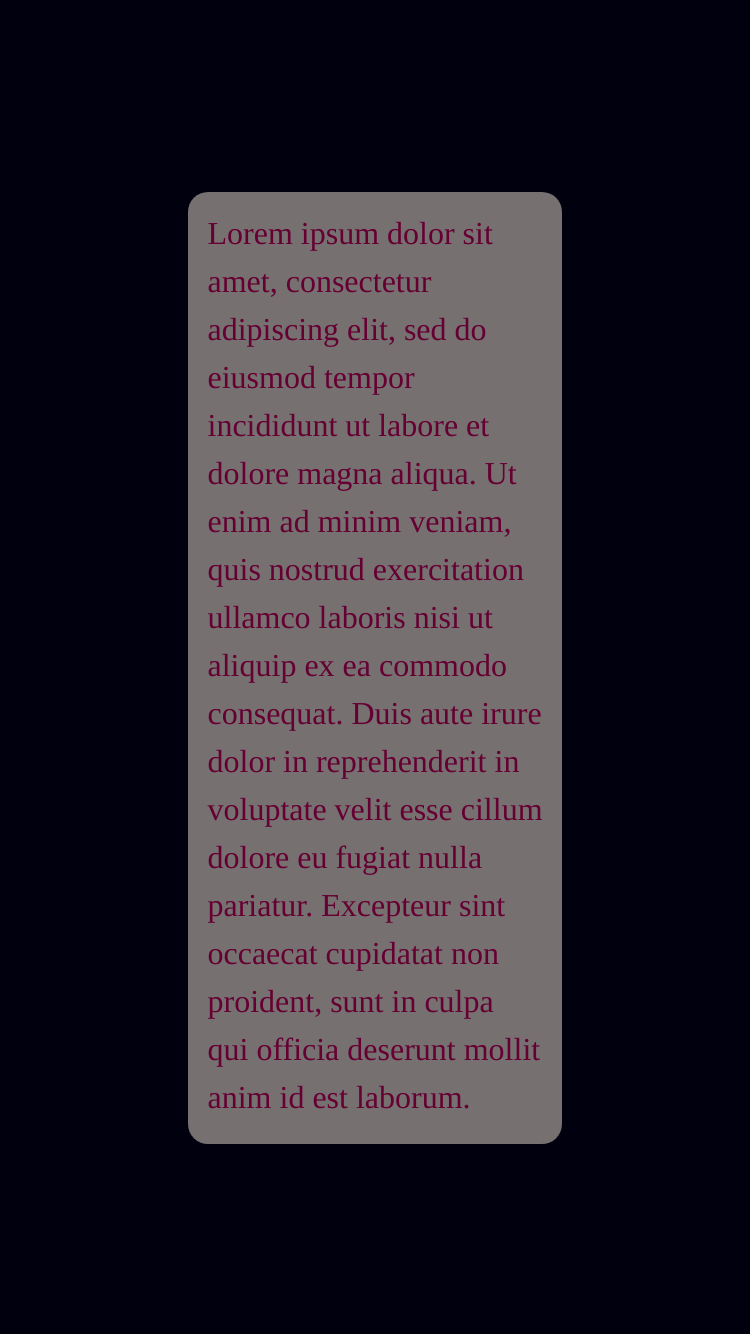 Lorem ipsum dolor sit
amet, consectetur
adipiscing elit, sed do
eiusmod tempor
incididunt ut labore et
dolore magna aliqua. Ut
enim ad minim veniam,
quis nostrud exercitation
ullamco laboris nisi ut
aliquip ex ea commodo
consequat. Duis aute irure
dolor in reprehenderit in
voluptate velit esse cillum
dolore eu fugiat nulla
pariatur. Excepteur sint
occaecat cupidatat non
proident, sunt in culpa
qui officia deserunt mollit
anim id est laborum.